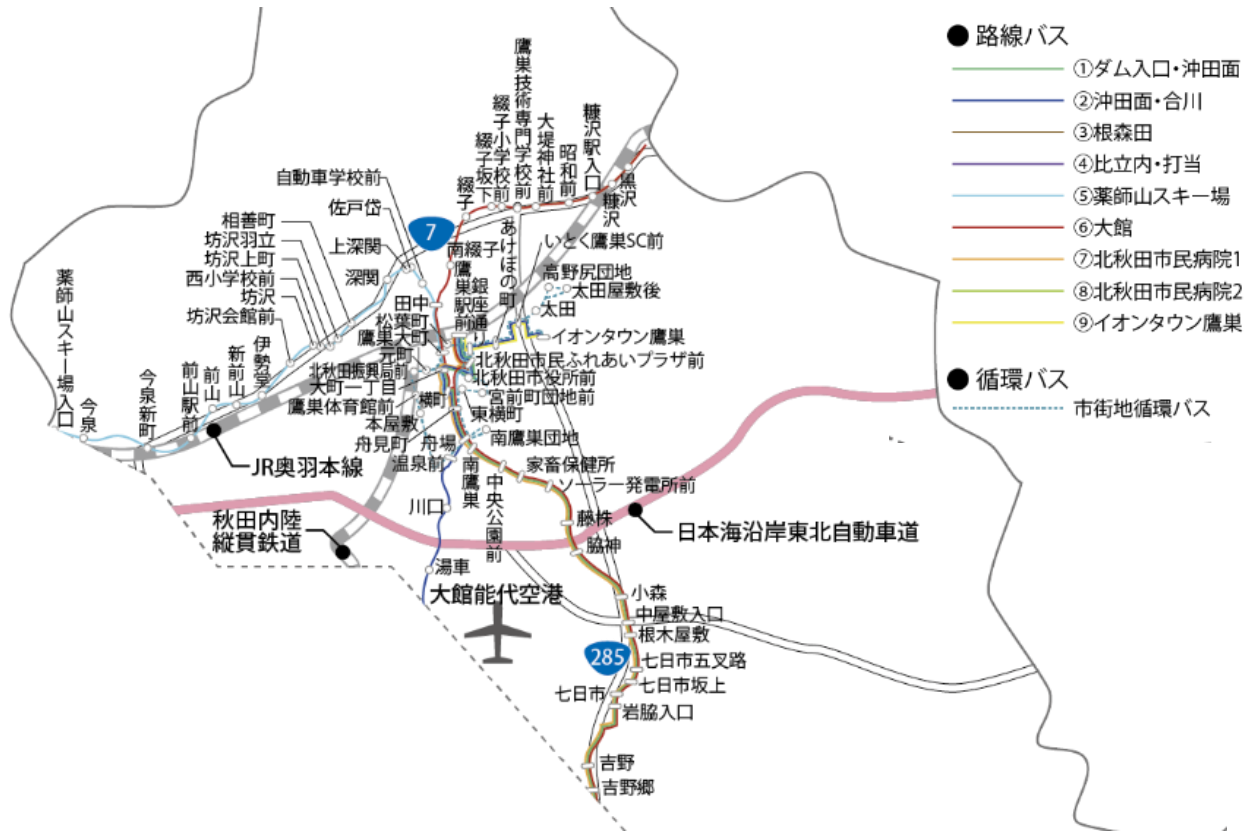 路線バス
①ダム入口・沖田面
②沖田面・合川
③根森田
④比立内・打当
⑤薬師山スキー場
⑥大館
⑦北秋田市民病院1
⑧北秋田市民病院2
⑨イオンタウン鷹巣
循環バス
市街地循環バス
鷹巣技術専門学校前
綴子小学校前
綴子坂下
綴子
大堤神社前
昭和前
糠沢駅入口
黒沢
糠沢
自動車学校前
佐戸岱
相善町
上深関
坊沢羽立
坊沢上町
深関
西小学校前
坊沢
坊沢会館前
7
南綴子
あけぼの町
いとく鷹巣SC前
高野尻団地
太田屋敷後
太田
鷹巣駅前
銀座通り
田中
松葉町
鷹巣大町
イオンタウン鷹巣
元町
北秋田市民ふれあいプラザ前
北秋田振興局前
北秋田市役所前
大町一丁目
宮前町団地前
鷹巣体育館前
横町
東横町
本屋敷
舟見町
舟場
南鷹巣団地
温泉前
南鷹巣
家畜保健所
ソーラー発電所前
中央公園前
薬師山スキー場入口
今泉
今泉新町
前山駅前
前山
新前山
伊勢堂
JR奥羽本線
川口
藤株
秋田内陸
縦貫鉄道
日本海沿岸東北自動車道
脇神
湯車
大館能代空港
小森
中屋敷入口
根木屋敷
285
七日市五叉路
七日市坂上
七日市
岩脇入口
吉野
吉野郷